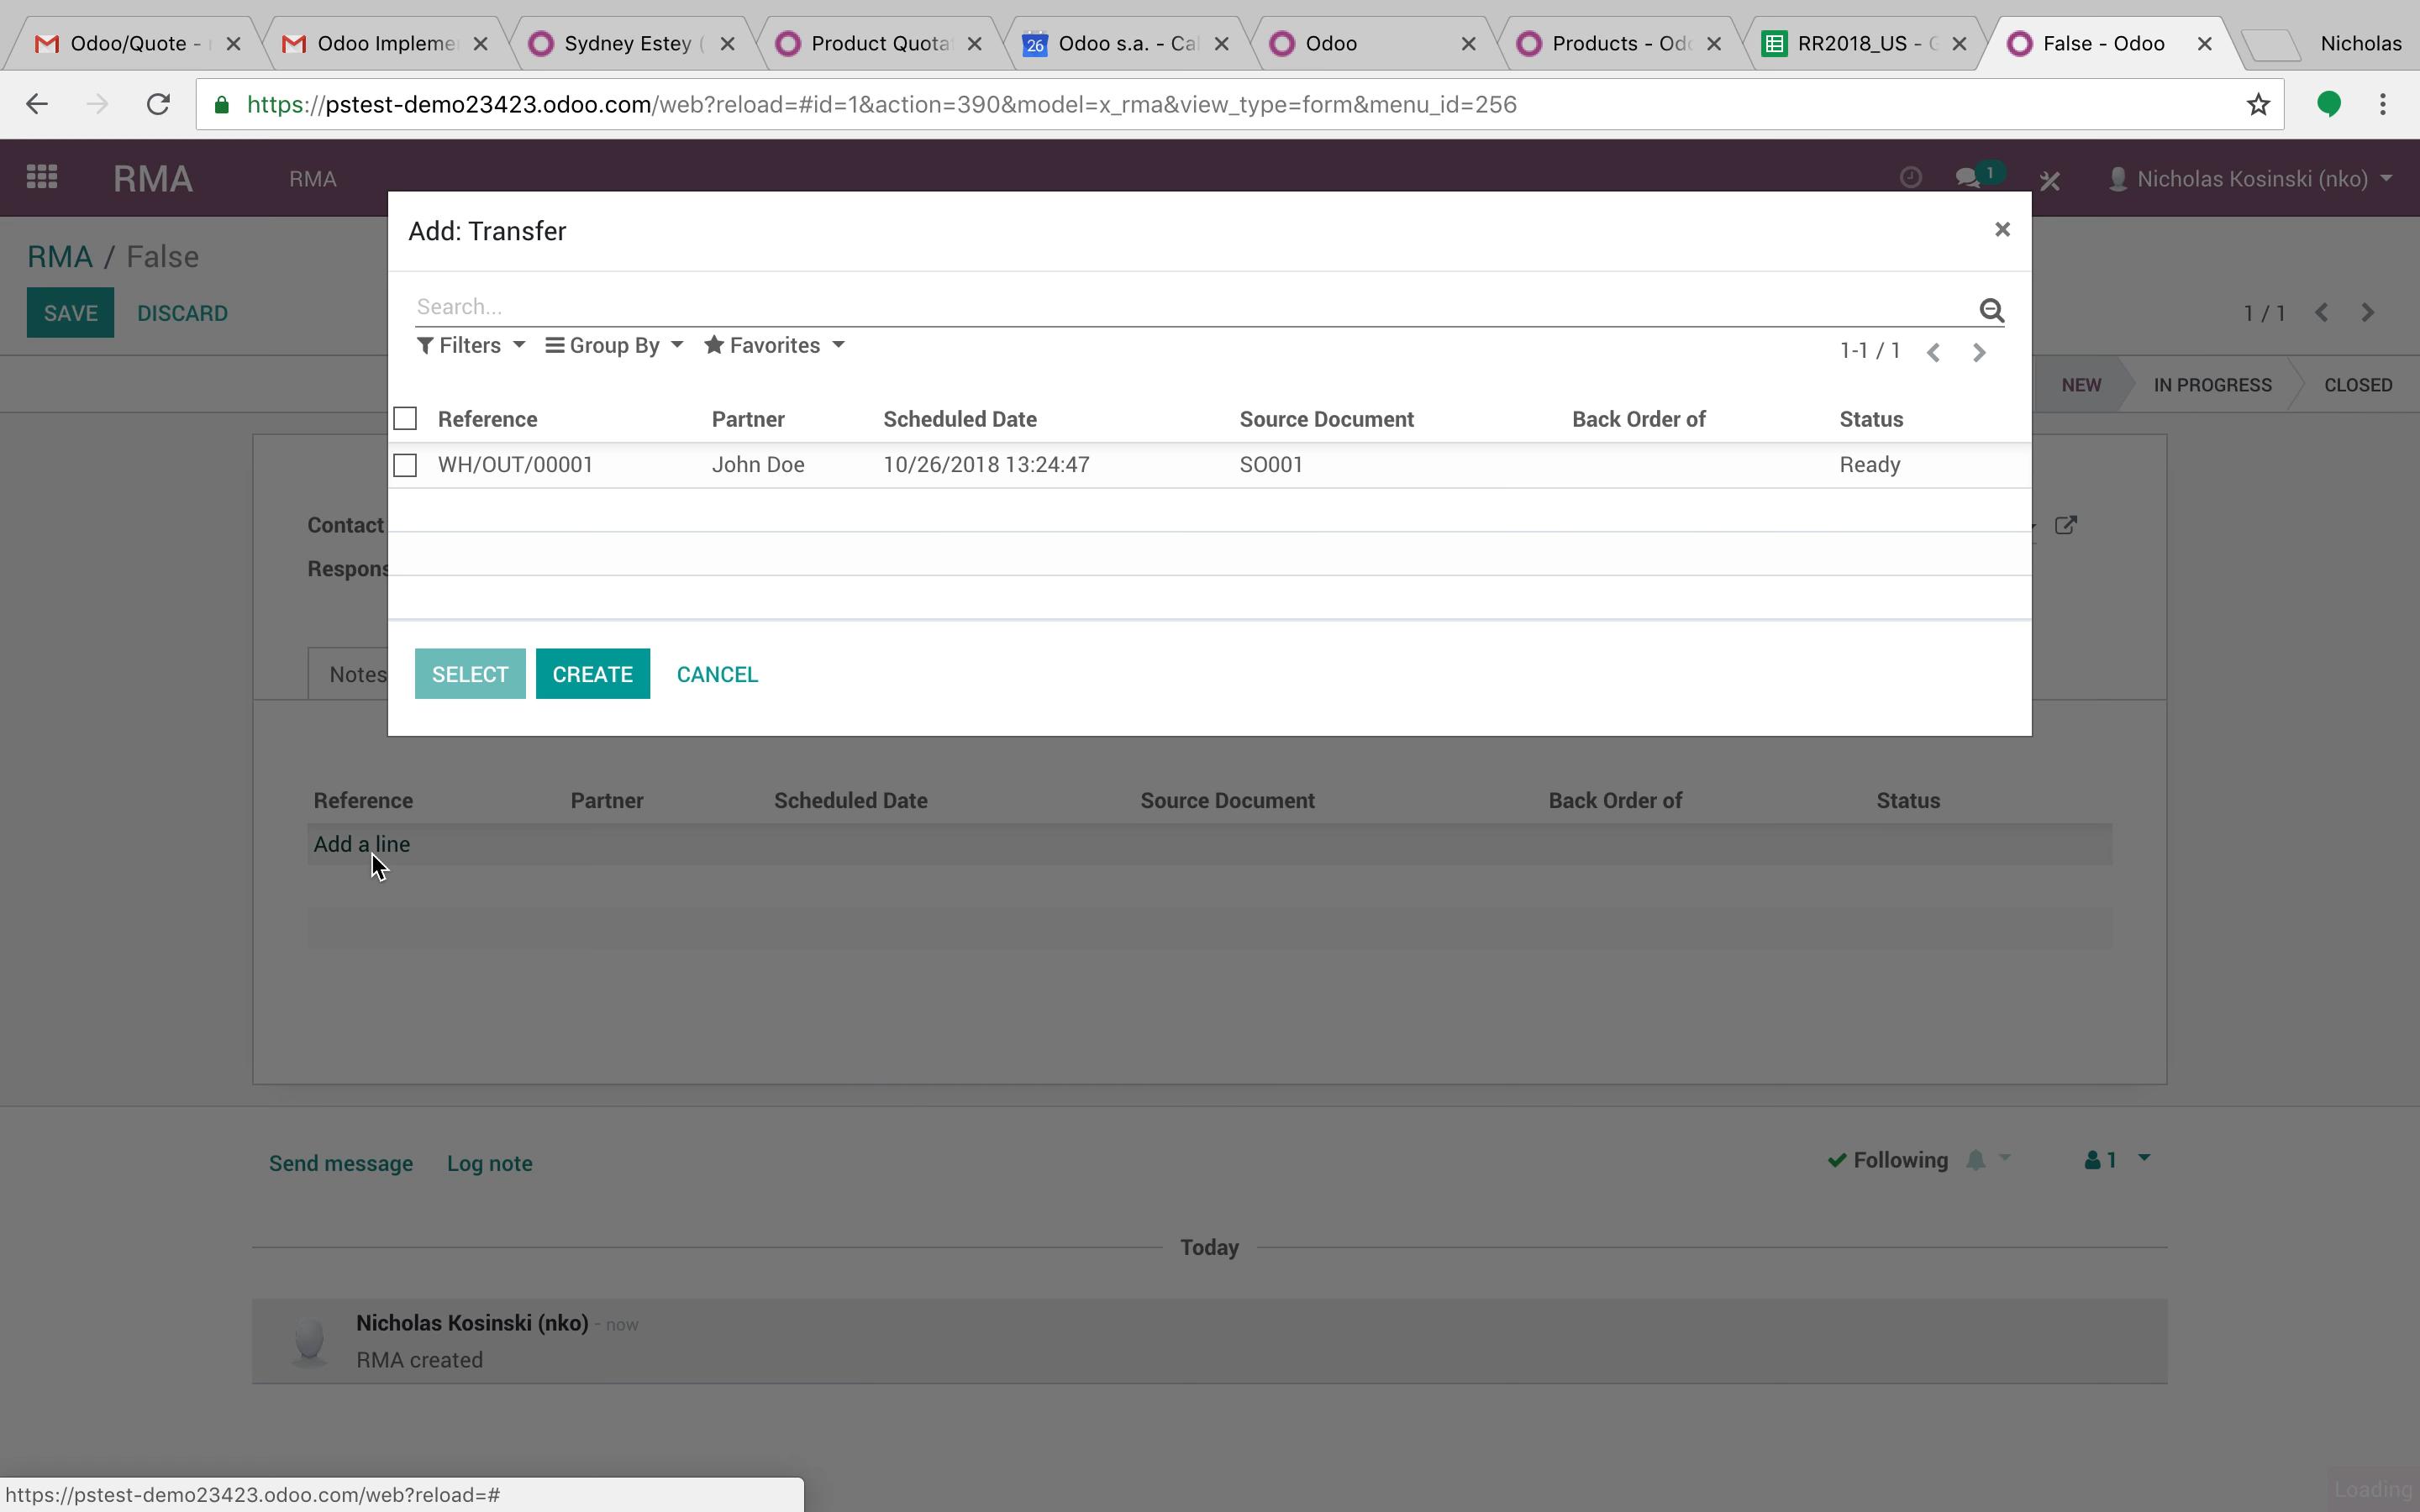 Odoo/Quote -
Odoo Impleme
Sydney Estey (
Product Quota
26
Odoo s.a. - Cal
Odoo
Products - Odo
RR2018_US - G
False - Odoo
Nicholas
https://pstest-demo23423.odoo.com/web?reload=#id=1&action=390&model=x_rma&view_type=form&menu_id=256
RMA
RMA
1
Nicholas Kosinski (nko)
Add: Transfer
RMA / False
SAVE
DISCARD
1 / 1
Search...
Filters
Group By
Favorites
1-1 / 1
NEW
IN PROGRESS
CLOSED
Reference Partner Scheduled Date Source Document Back Order of Status
WH/OUT/00001 John Doe 10/26/2018 13:24:47 SO001 Ready
Contact
Respons
SELECT
CREATE
CANCEL
Notes
Reference Partner Scheduled Date Source Document Back Order of Status
Add a line
Send message
Log note
Following
1
Today
Nicholas Kosinski (nko) - now
RMA created
https://pstest-demo23423.odoo.com/web?reload=#
Loading